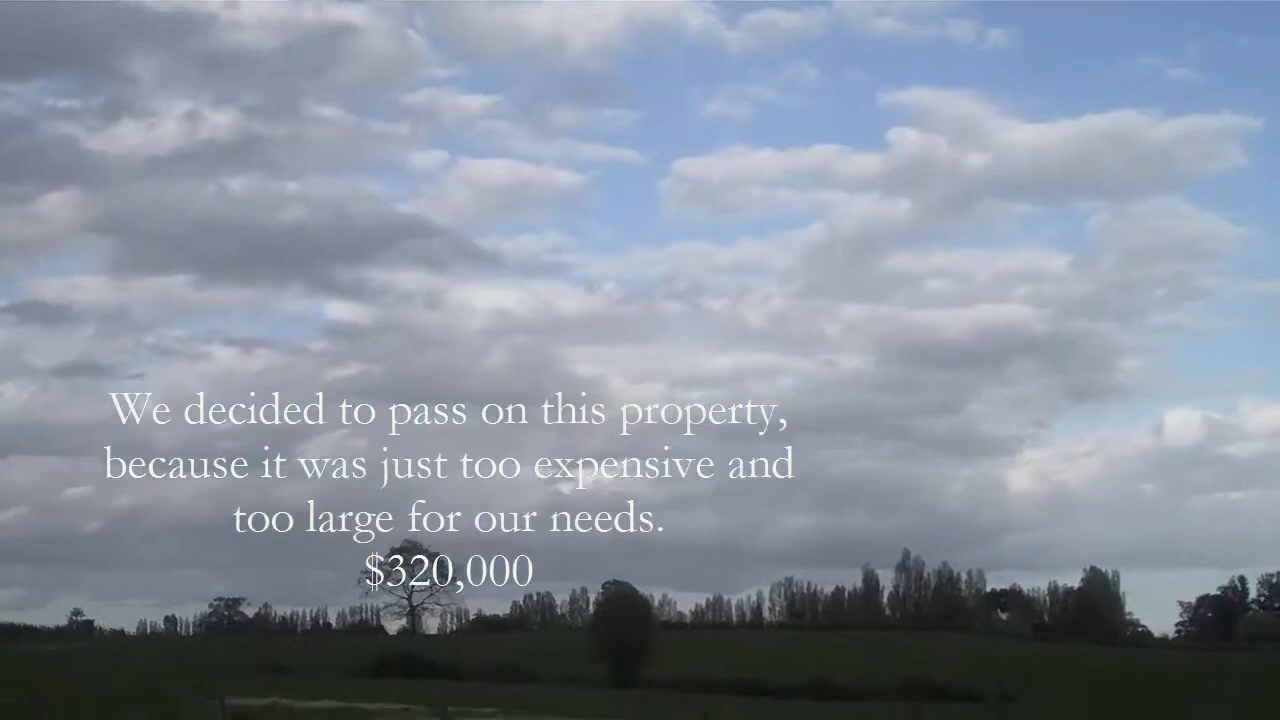 We decided to pass on this property,
because it was just too expensive and
too large for our needs.
$320,000